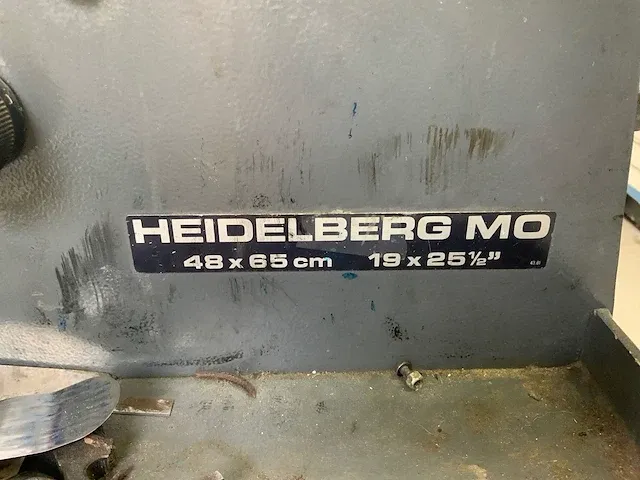 HEIDELBERG MO
48 x 65 cm 19 x 25½"